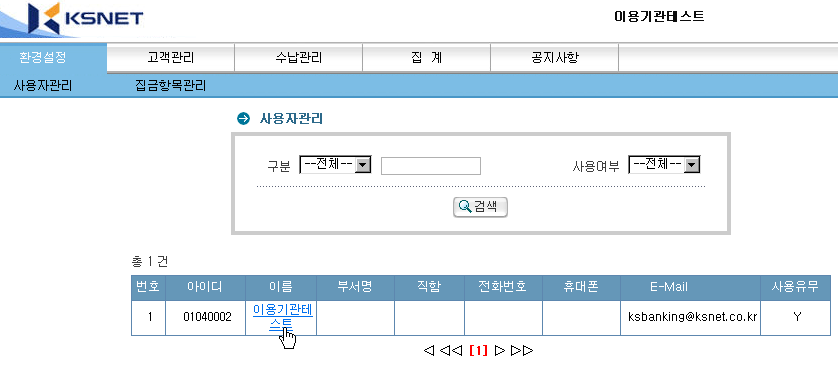 KSNET
이용기관테스트
환경설정 고객관리 수납관리 집 계 공지사항
사용자관리 집금항목관리
사용자관리
구분 --전체-- 사용여부 --전체--
검색
총 1 건
번호 아이디 이름 부서명 직함 전화번호 휴대폰 E-Mail 사용유무
1 01040002 이용기관테 ksbanking@ksnet.co.kr Y
스트
[1]